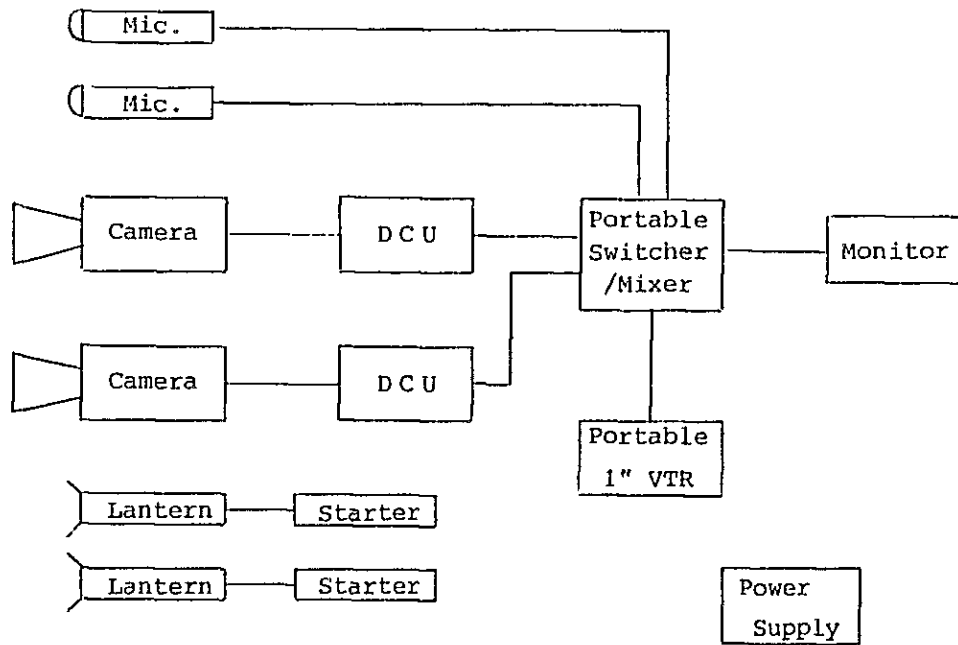 Mic.
Mic.
Camera
DCU
Portable
Switcher
/Mixer
Monitor
Camera
DCU
Portable
1" VTR
Lantern
Starter
Lantern
Starter
Power
Supply